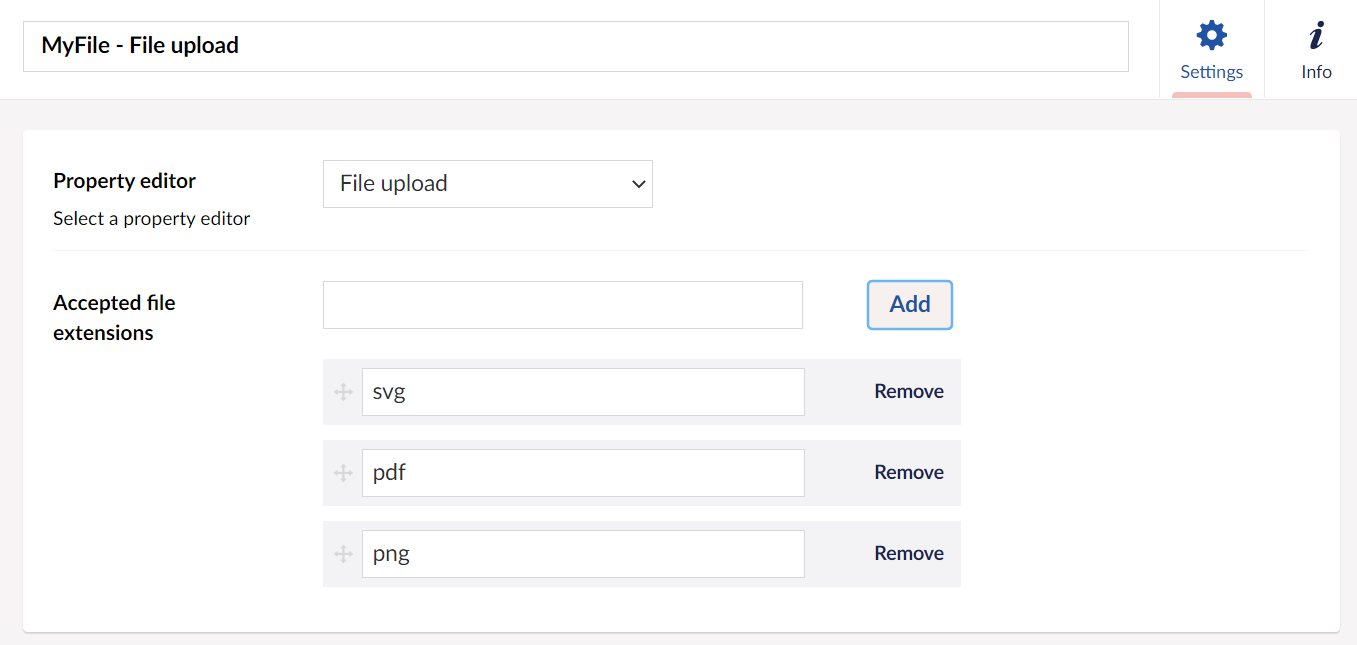 MyFile - File upload
Settings
Info
Property editor
File upload
Select a property editor
Accepted file
extensions
Add
svg
Remove
pdf
Remove
png
Remove